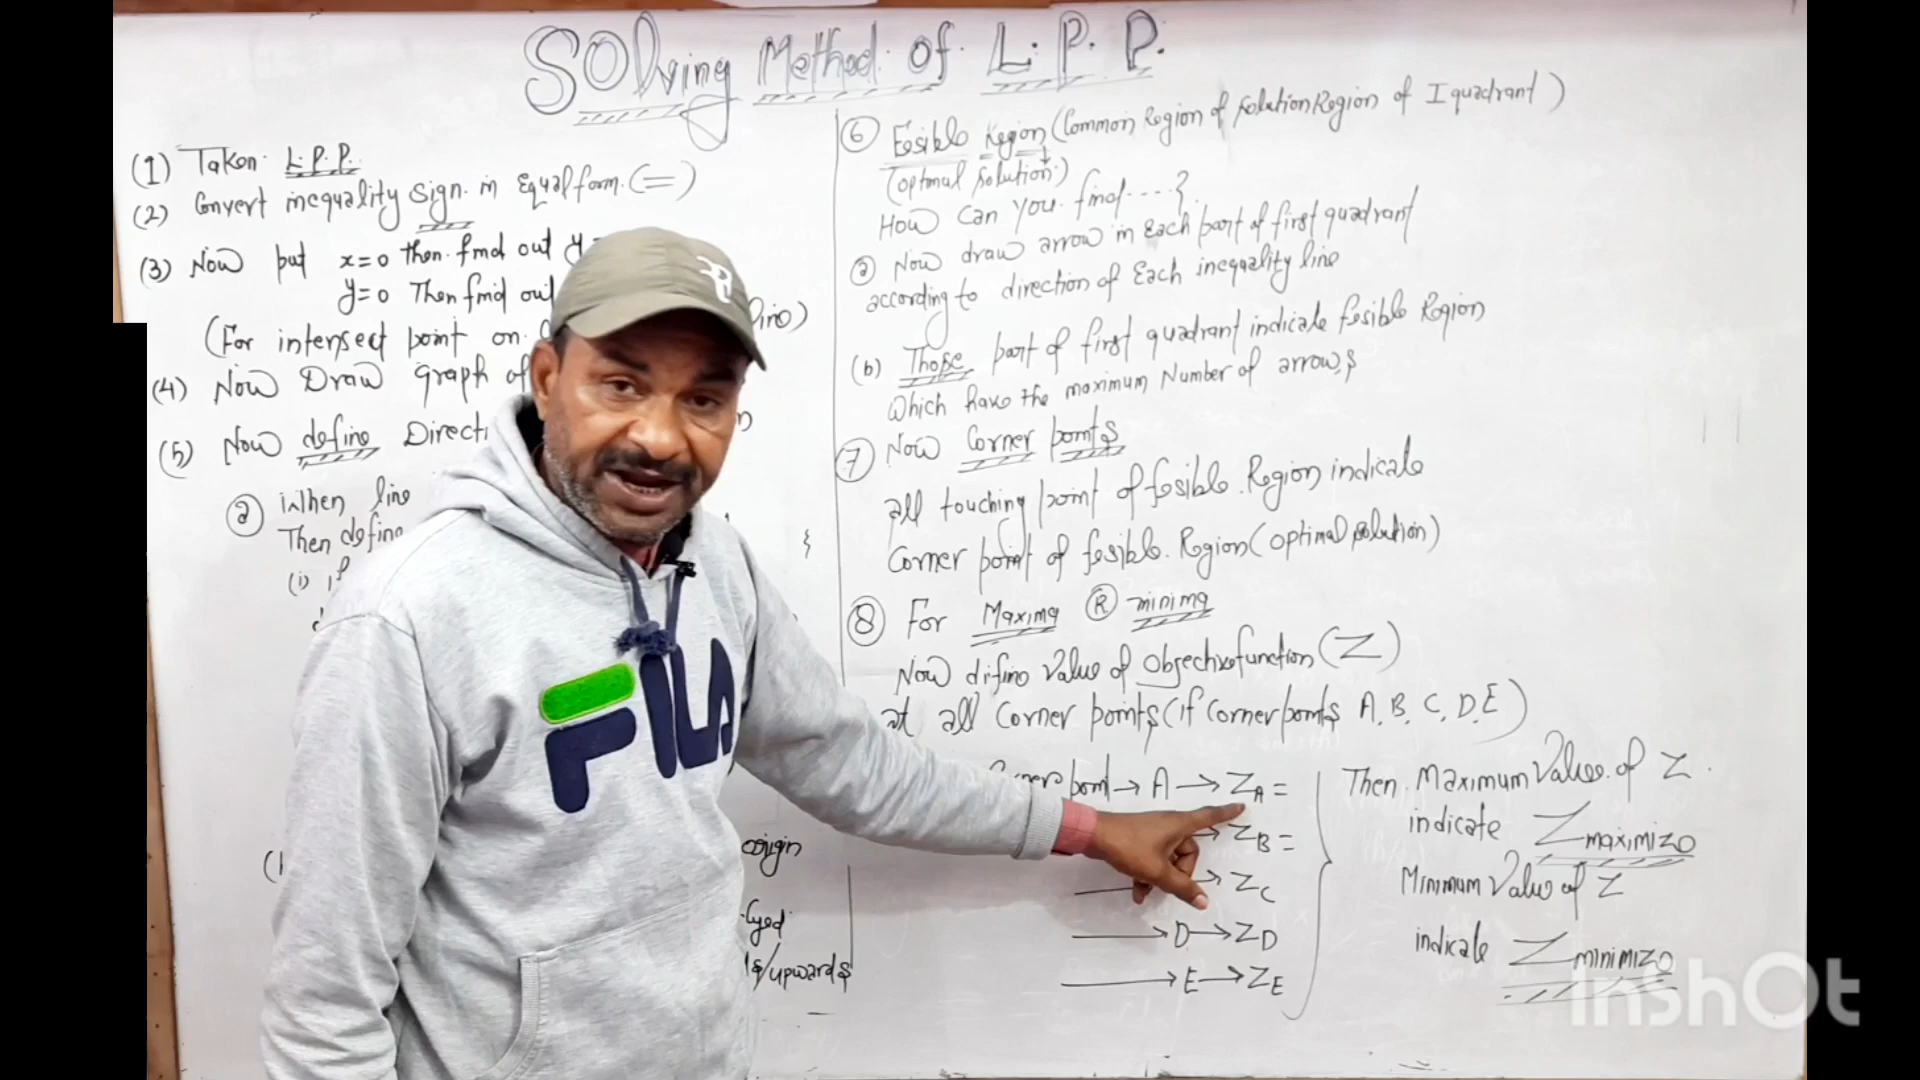 Solving Method of L.P.P.
(1) Taken L.P.P.
(2) Convert inequality sign in Equal form (=)
(3) Now put x=0 Then find out y
y=0 Then find out
(For intersect point on line)
(4) Now Draw graph of
(5) Now define Directi
(a) When line
Then define
(i) if
origin
/upwards
(6) Fesible Region (Common Region of solution Region of I quadrant)
(optimal solution)
How can you find ....?
(a) Now draw arrow in Each part of first quadrant
according to direction of Each inequality line
(b) Those part of first quadrant indicate fesible Region
which have the maximum Number of arrows
(7) Now Corner points
all touching point of fesible Region indicate
Corner point of fesible Region (optimal solution)
(8) For Maxima (R) minima
Now difine Value of Objective function (Z)
at all Corner points (if Corner points A, B, C, D, E)
Corner point → A → Z_A =
→ Z_B =
→ Z_C
→ D → Z_D
→ E → Z_E
Then Maximum Value of Z
indicate Z maximize
Minimum Value of Z
indicate Z minimize
FILA
InShOt